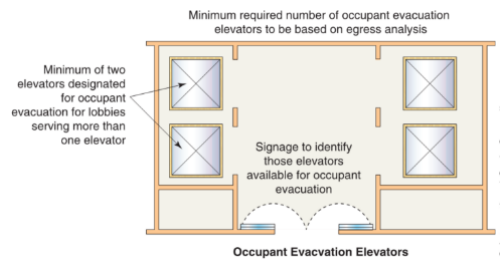 Minimum required number of occupant evacuation
elevators to be based on egress analysis
Minimum of two
elevators designated
for occupant
evacuation for lobbies
serving more than
one elevator
Signage to identify
those elevators
available for occupant
evacuation
Occupant Evacvation Elevators